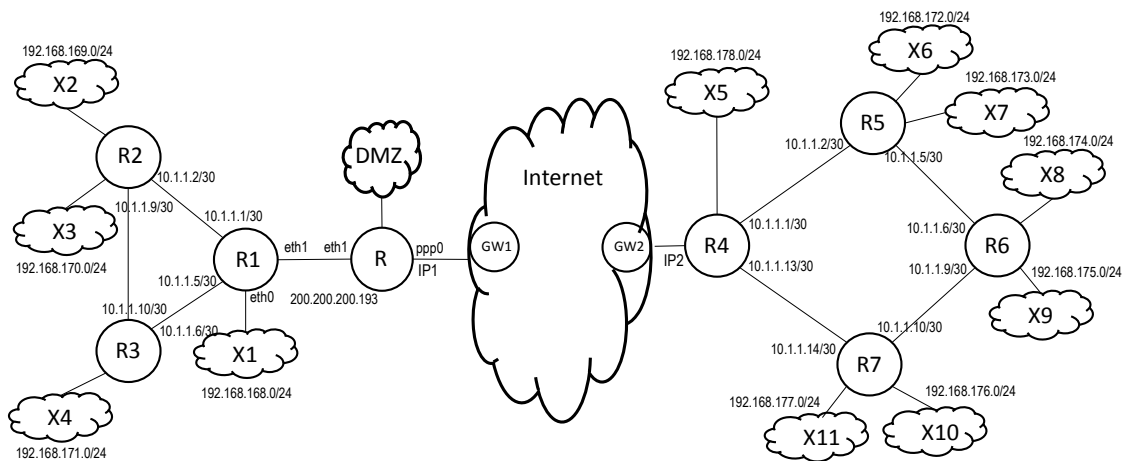 192.168.169.0/24
X2
R2
10.1.1.2/30
10.1.1.9/30
X3
192.168.170.0/24
10.1.1.1/30
eth1
R1
10.1.1.5/30
eth0
10.1.1.10/30
10.1.1.6/30
R3
X1
192.168.168.0/24
X4
192.168.171.0/24
DMZ
eth1
R
ppp0
IP1
200.200.200.193
Internet
GW1
GW2
IP2
192.168.178.0/24
X5
R4
10.1.1.1/30
10.1.1.13/30
192.168.172.0/24
X6
192.168.173.0/24
X7
R5
10.1.1.2/30
10.1.1.5/30
192.168.174.0/24
X8
10.1.1.6/30
R6
10.1.1.9/30
192.168.175.0/24
X9
10.1.1.10/30
10.1.1.14/30
R7
192.168.176.0/24
192.168.177.0/24
X11
X10